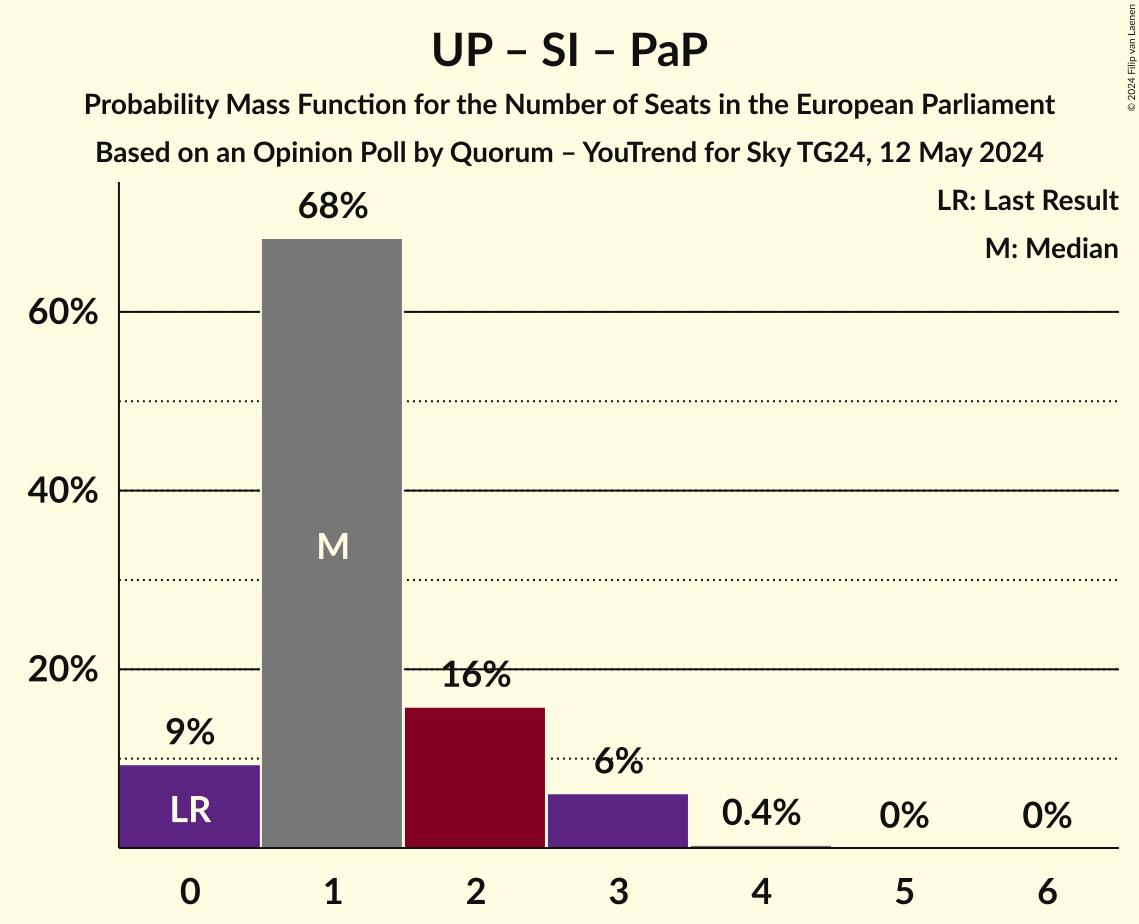 UP – SI – PaP
Probability Mass Function for the Number of Seats in the European Parliament
Based on an Opinion Poll by Quorum – YouTrend for Sky TG24, 12 May 2024
© 2024 Filip van Laenen
LR: Last Result
M: Median
68%
60%
40%
M
20%
16%
9%
6%
LR
0.4%
0%
0%
0
1
2
3
4
5
6